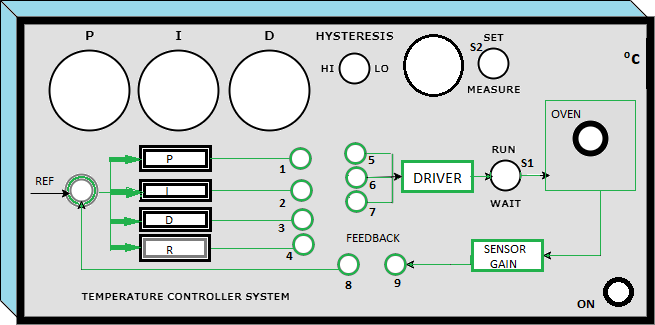 P I D HYSTERESIS
HI LO
S2 SET
MEASURE
°C
OVEN
REF
P
I
D
R
1
2
3
4
5
6
7
DRIVER
RUN
S1
WAIT
FEEDBACK
8
9
SENSOR
GAIN
TEMPERATURE CONTROLLER SYSTEM
ON